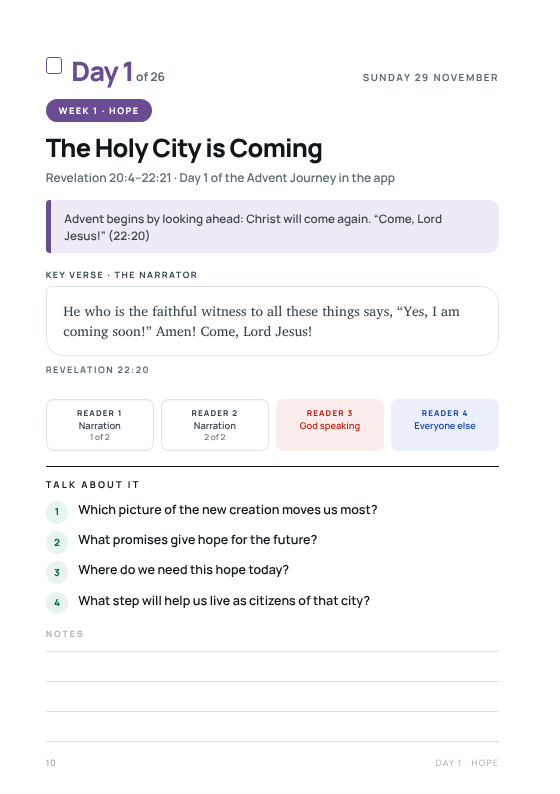 Day 1 of 26
SUNDAY 29 NOVEMBER
WEEK 1 · HOPE
The Holy City is Coming
Revelation 20:4–22:21 · Day 1 of the Advent Journey in the app
Advent begins by looking ahead: Christ will come again. “Come, Lord
Jesus!” (22:20)
KEY VERSE · THE NARRATOR
He who is the faithful witness to all these things says, “Yes, I am
coming soon!” Amen! Come, Lord Jesus!
REVELATION 22:20
READER 1
Narration
1 of 2
READER 2
Narration
2 of 2
READER 3
God speaking
READER 4
Everyone else
TALK ABOUT IT
1 Which picture of the new creation moves us most?
2 What promises give hope for the future?
3 Where do we need this hope today?
4 What step will help us live as citizens of that city?
NOTES
10
DAY 1 · HOPE